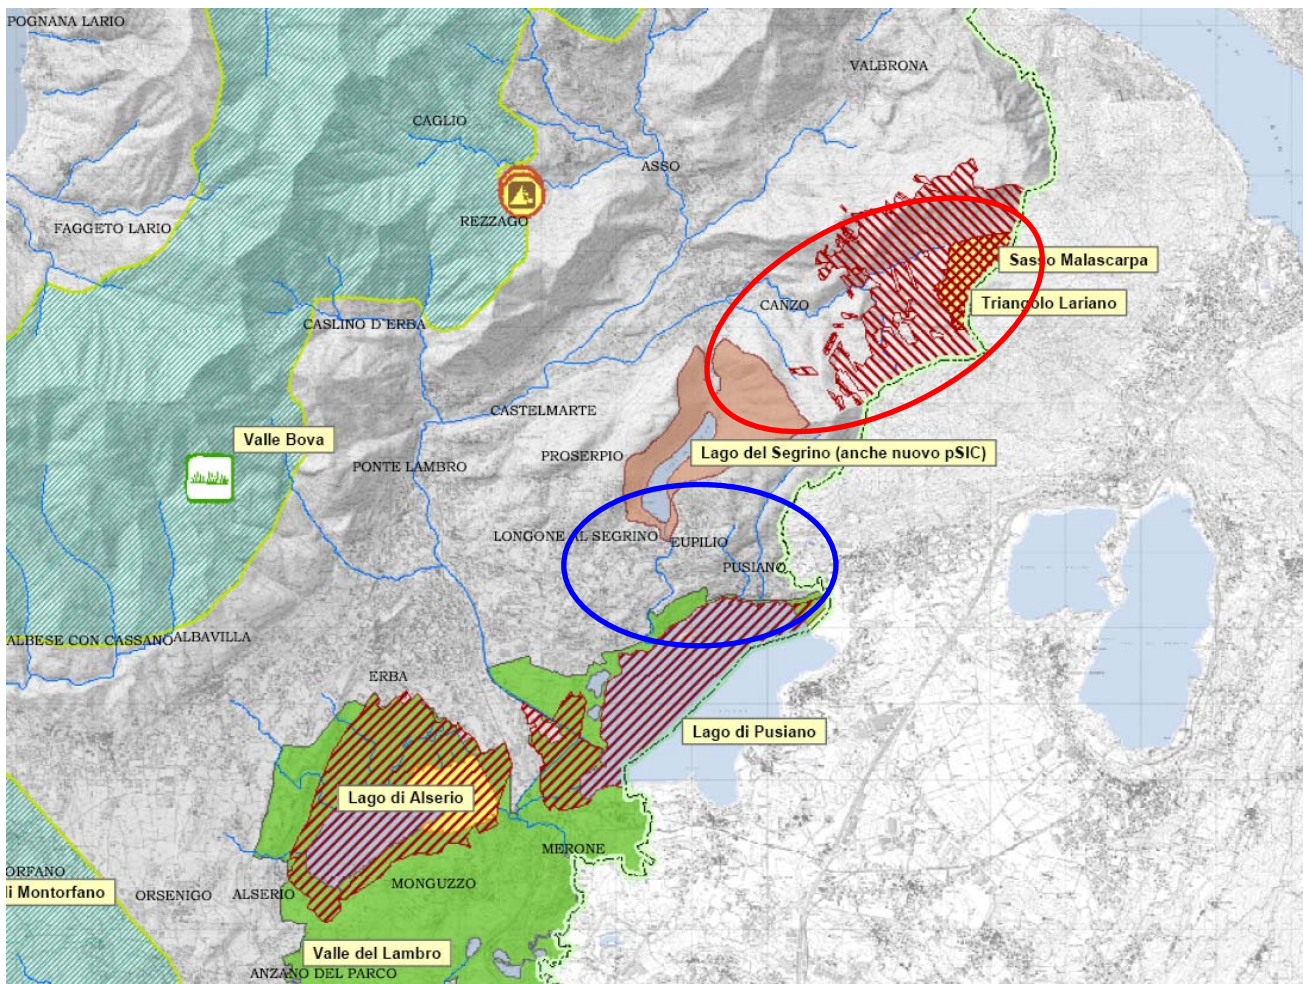 POGNANA LARIO
VALBRONA
CAGLIO
ASSO
REZZAGO
FAGGETO LARIO
Sasso Malascarpa
Triangolo Lariano
CANZO
CASLINO D'ERBA
CASTELMARTE
Valle Bova
Lago del Segrino (anche nuovo pSIC)
PROSERPIO
PONTE LAMBRO
LONGONE AL SEGRINO
EUPILIO
PUSIANO
ALBESE CON CASSANO
ALBAVILLA
ERBA
Lago di Pusiano
Lago di Alserio
MERONE
ORFANO
li Montorfano
ORSENIGO
ALSERIO
MONGUZZO
Valle del Lambro
ANZANO DEL PARCO